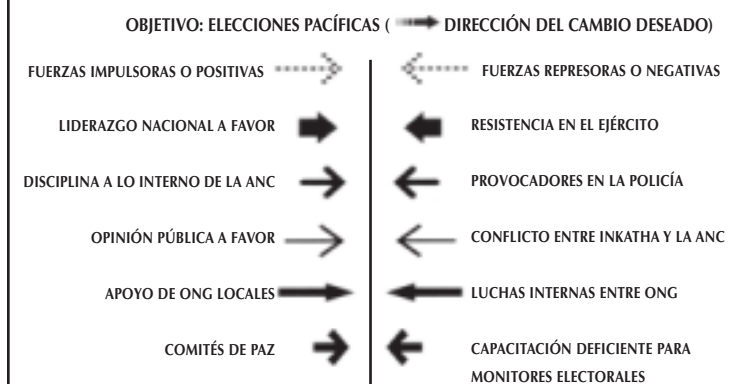 OBJETIVO: ELECCIONES PACÍFICAS ( DIRECCIÓN DEL CAMBIO DESEADO)
FUERZAS IMPULSORAS O POSITIVAS
FUERZAS REPRESORAS O NEGATIVAS
LIDERAZGO NACIONAL A FAVOR
RESISTENCIA EN EL EJÉRCITO
DISCIPLINA A LO INTERNO DE LA ANC
PROVOCADORES EN LA POLICÍA
OPINIÓN PÚBLICA A FAVOR
CONFLICTO ENTRE INKATHA Y LA ANC
APOYO DE ONG LOCALES
LUCHAS INTERNAS ENTRE ONG
COMITÉS DE PAZ
CAPACITACIÓN DEFICIENTE PARA
MONITORES ELECTORALES